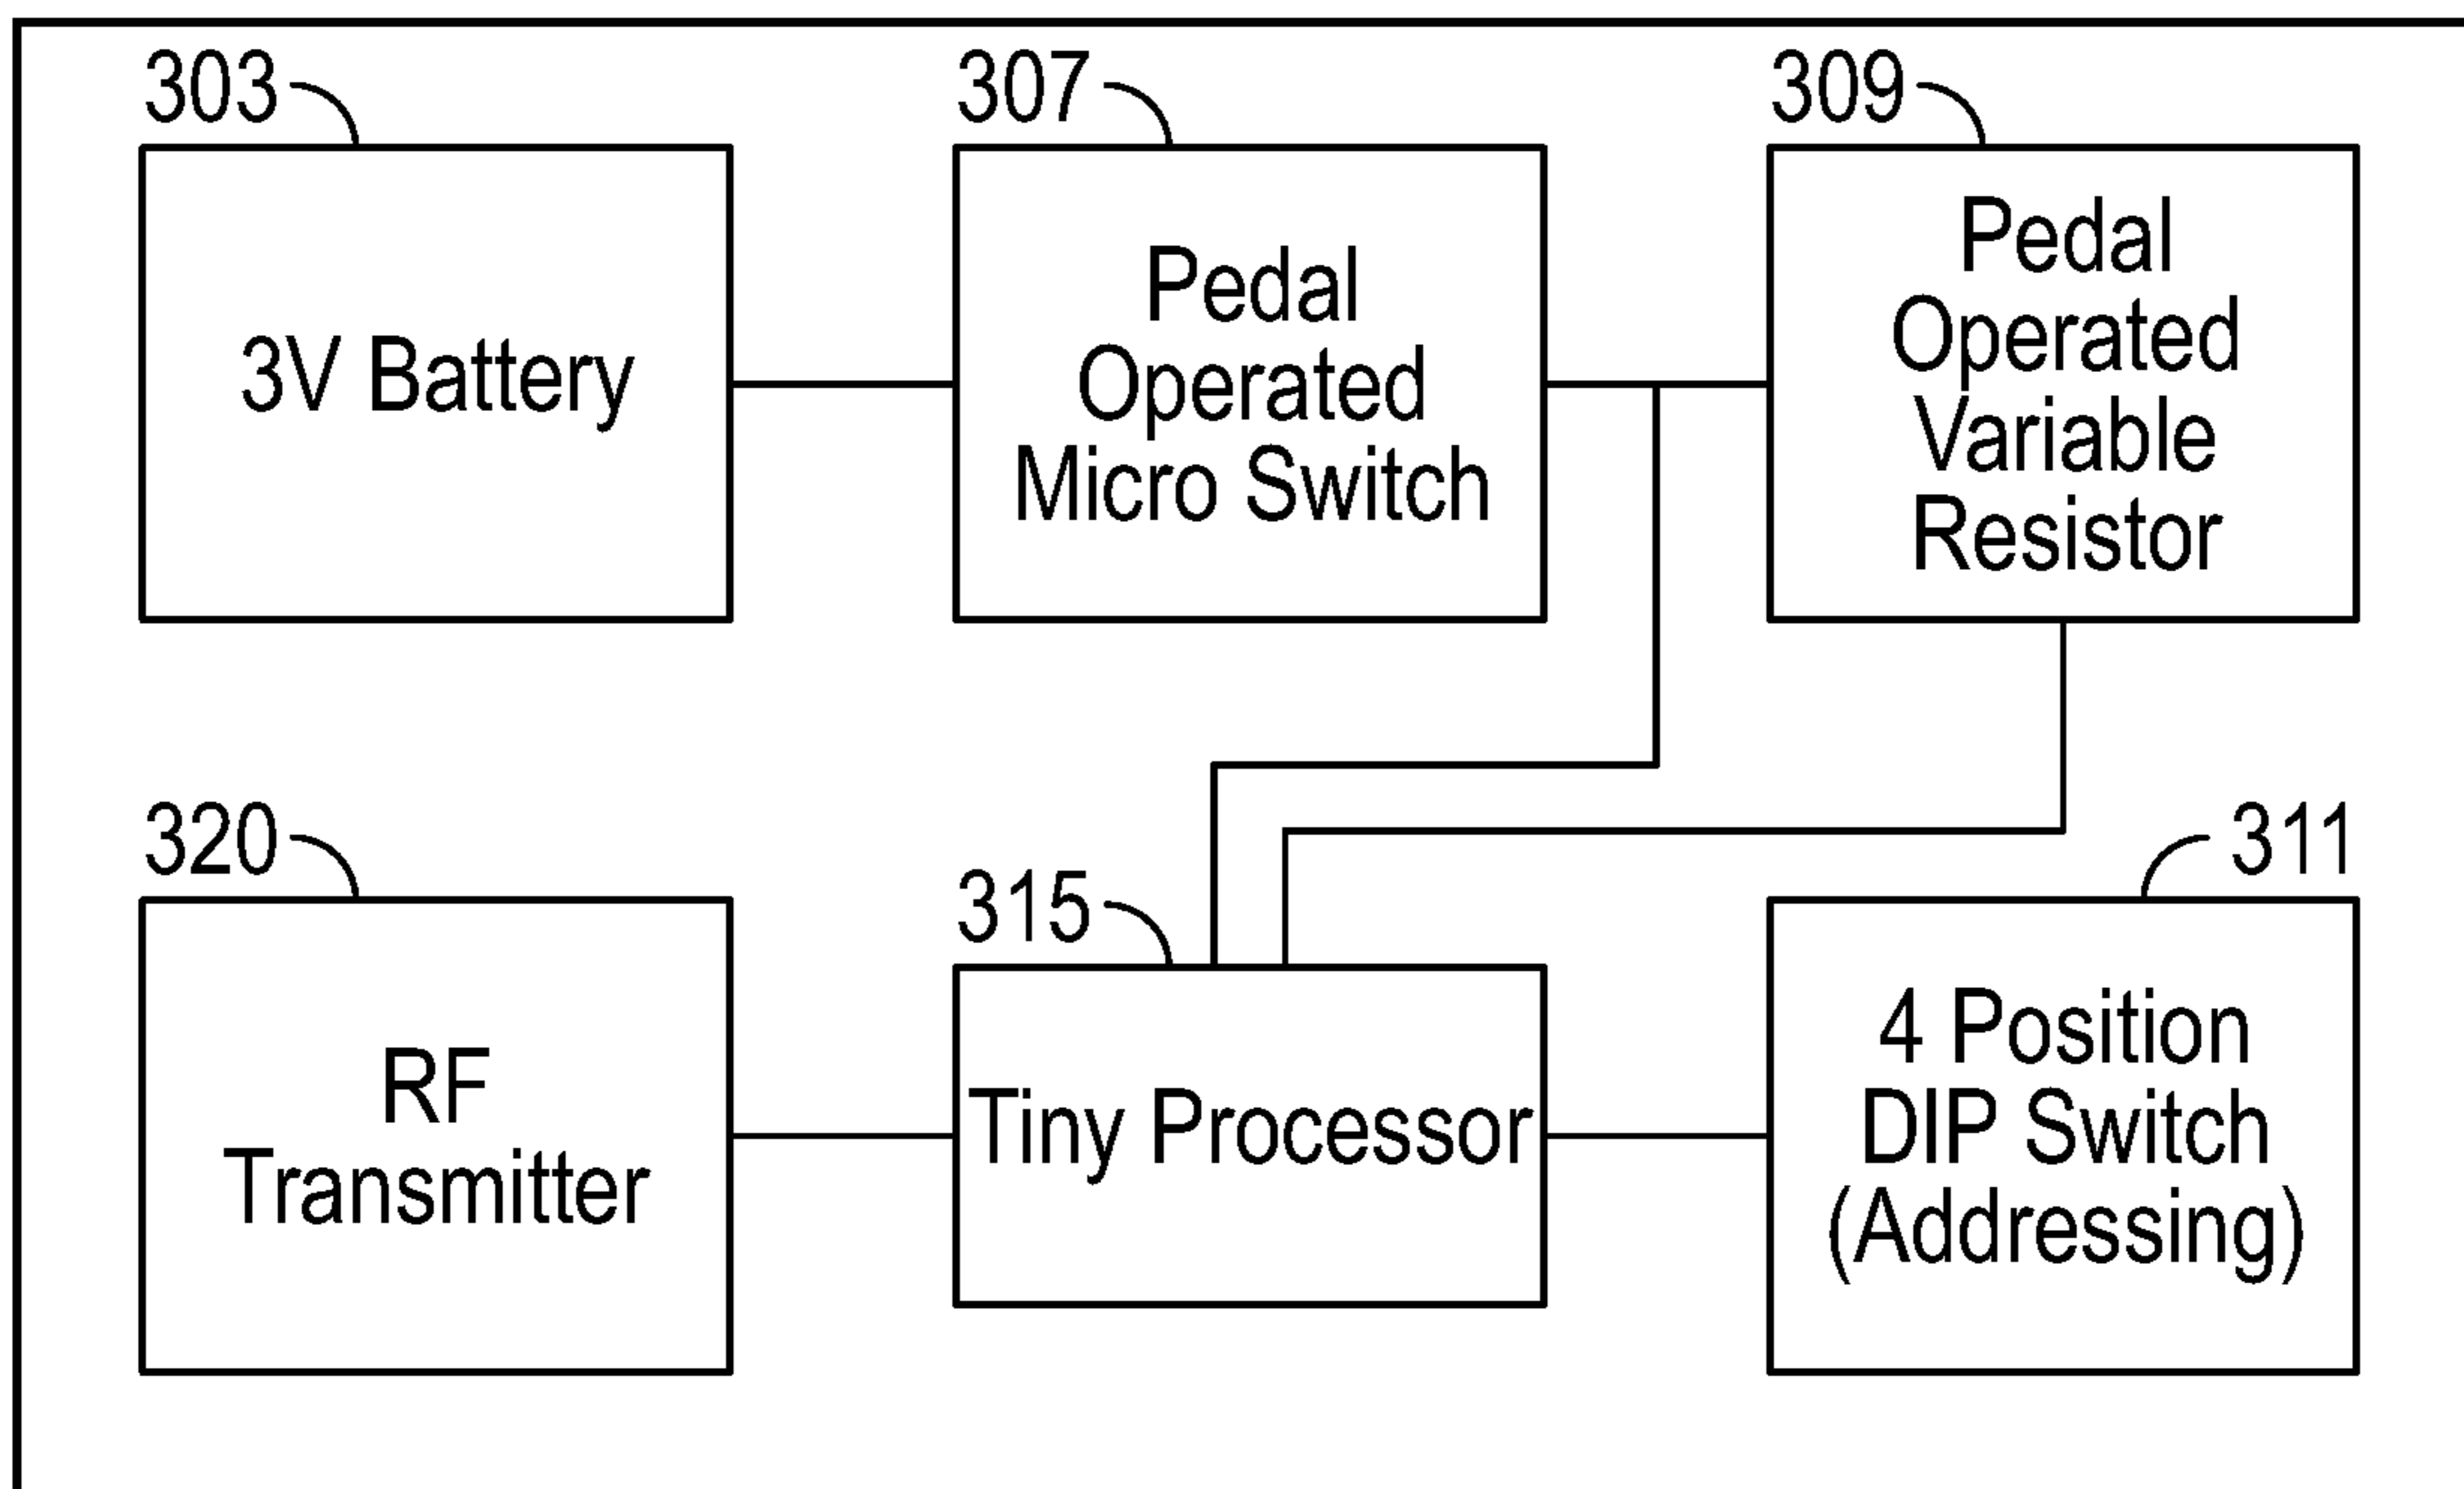 303
3V Battery
307
Pedal
Operated
Micro Switch
309
Pedal
Operated
Variable
Resistor
320
RF
Transmitter
315
Tiny Processor
311
4 Position
DIP Switch
(Addressing)